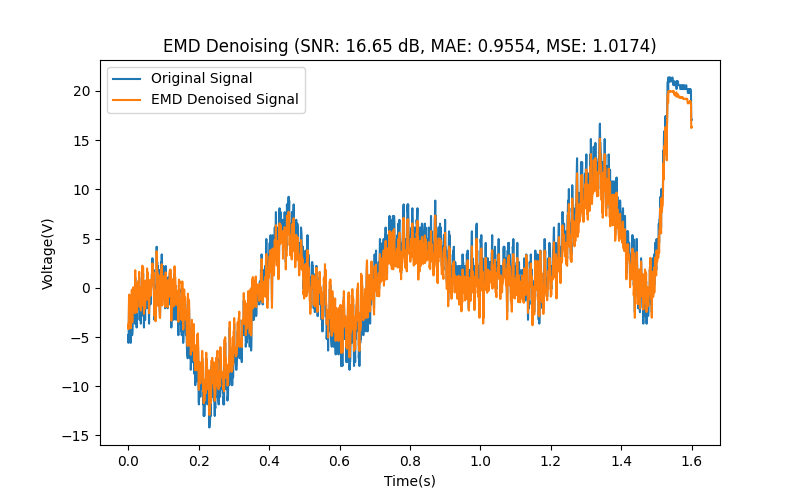 EMD Denoising (SNR: 16.65 dB, MAE: 0.9554, MSE: 1.0174)
Original Signal
EMD Denoised Signal
20
15
10
5
0
−5
−10
−15
Voltage(V)
0.0 0.2 0.4 0.6 0.8 1.0 1.2 1.4 1.6
Time(s)